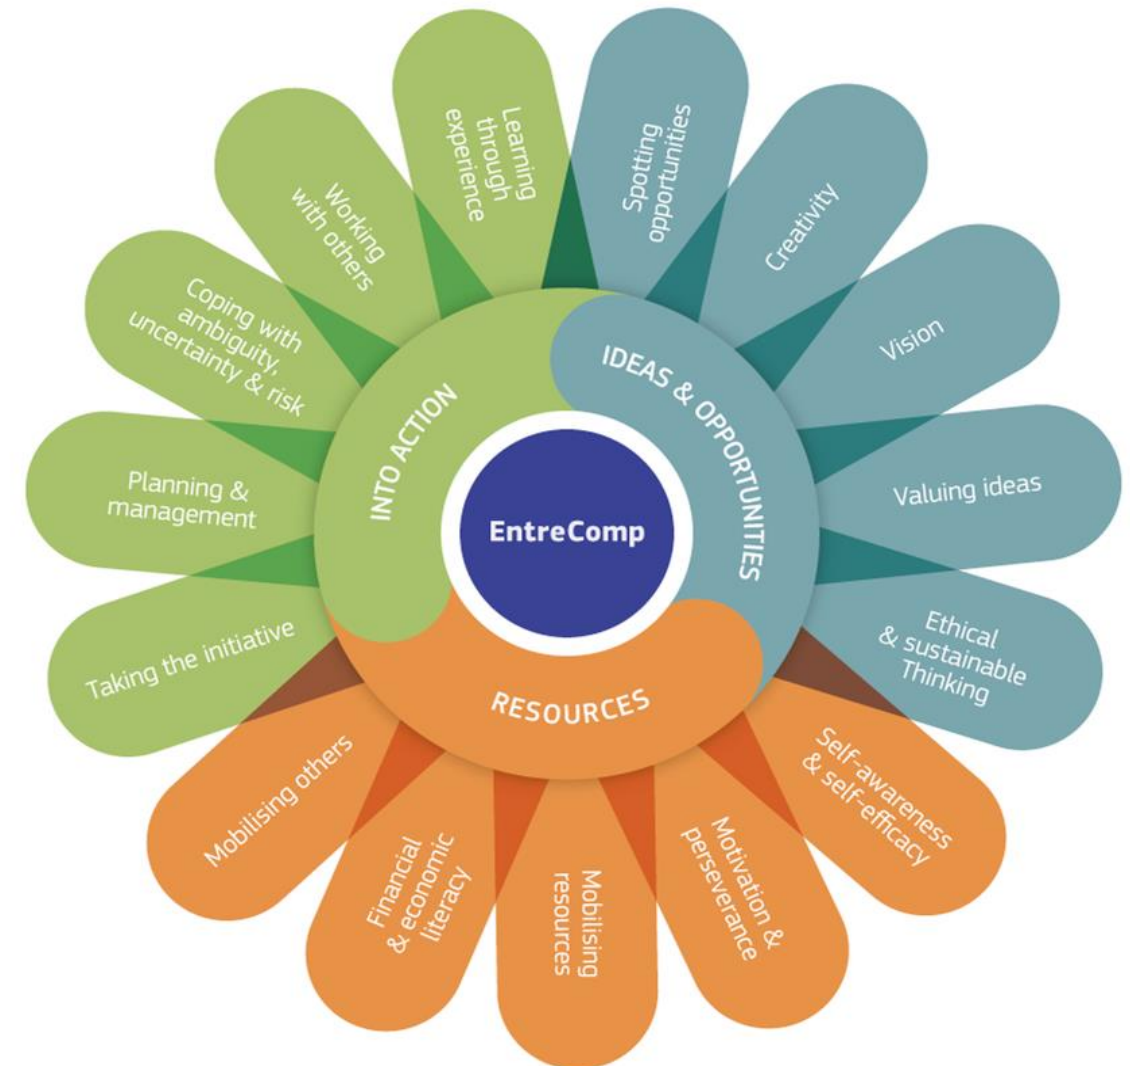 EntreComp
IDEAS & OPPORTUNITIES
Spotting
opportunities
Creativity
Vision
Valuing ideas
Ethical
& sustainable
Thinking
RESOURCES
Self-awareness
& self-efficacy
Motivation &
perseverance
Mobilising
resources
Financial
& economic
literacy
Mobilising others
INTO ACTION
Taking the initiative
Planning &
management
Coping with
ambiguity,
uncertainty & risk
Working
with others
Learning
through
experience